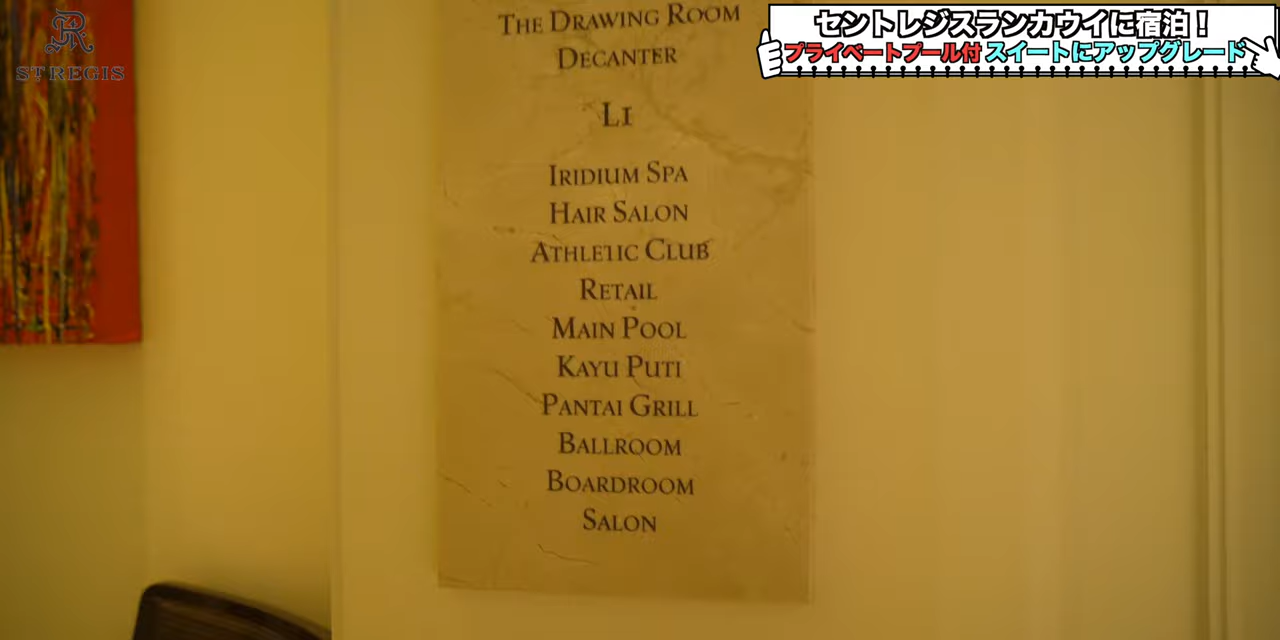 ST REGIS
セントレジスランカウイに宿泊！
プライベートプール付 スイートにアップグレード
THE DRAWING ROOM
DECANTER
L1
IRIDIUM SPA
HAIR SALON
ATHLETIC CLUB
RETAIL
MAIN POOL
KAYU PUTI
PANTAI GRILL
BALLROOM
BOARDROOM
SALON